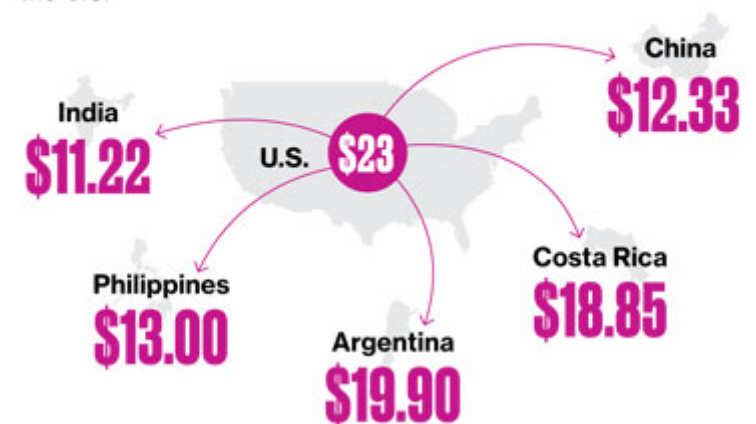 China
$12.33
India
$11.22
U.S.
$23
Costa Rica
$18.85
Philippines
$13.00
Argentina
$19.90